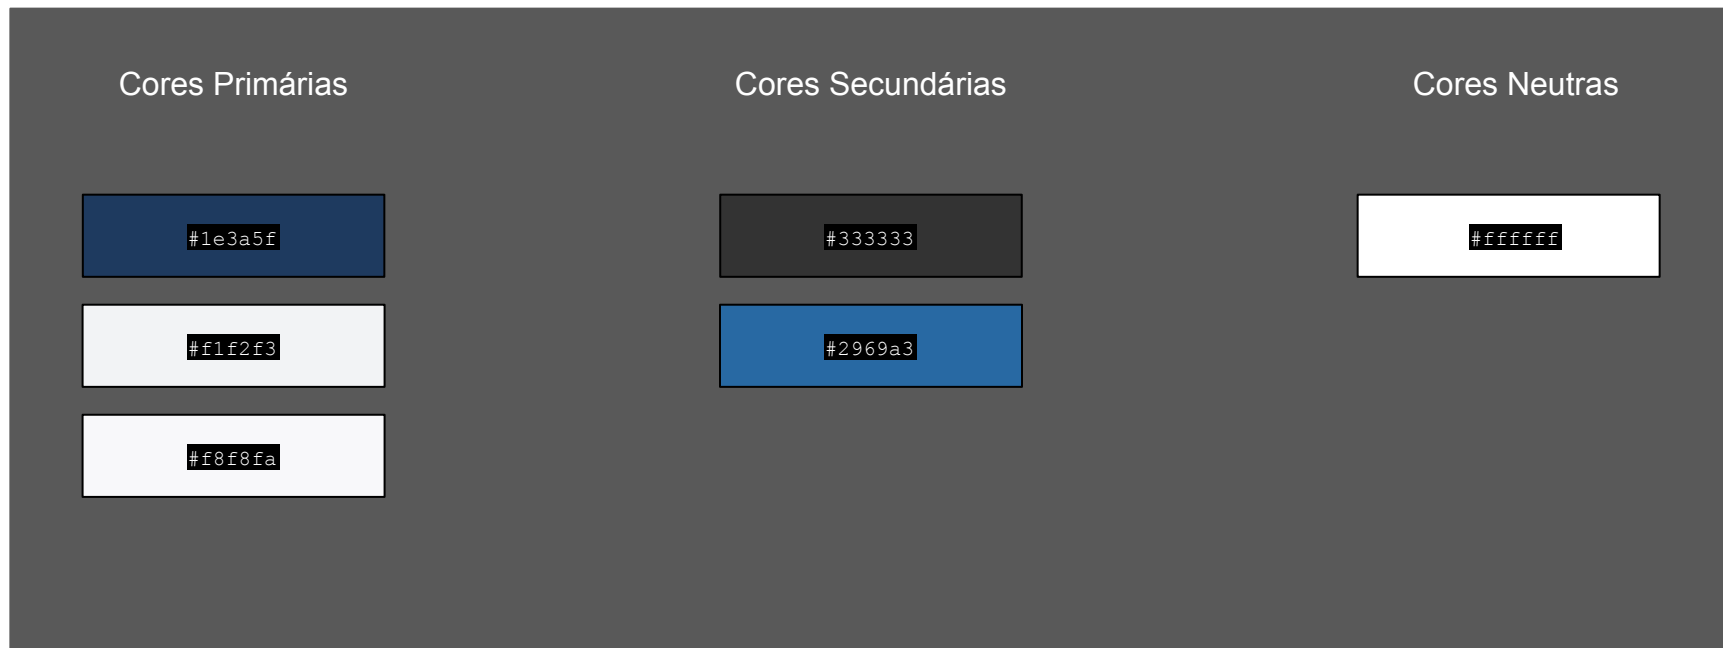 Cores Primárias
Cores Secundárias
Cores Neutras
#1e3a5f
#333333
#ffffff
#f1f2f3
#2969a3
#f8f8fa